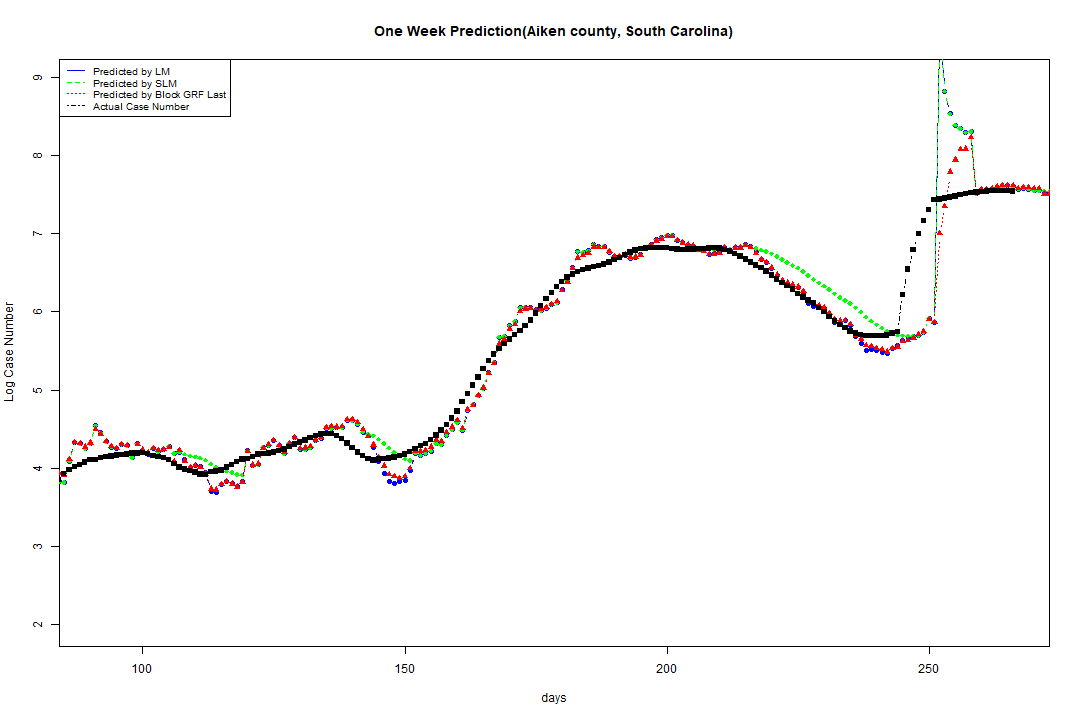 One Week Prediction(Aiken county, South Carolina)
Predicted by LM
Predicted by SLM
Predicted by Block GRF Last
Actual Case Number
9
8
7
6
5
4
3
2
Log Case Number
100 150 200 250
days